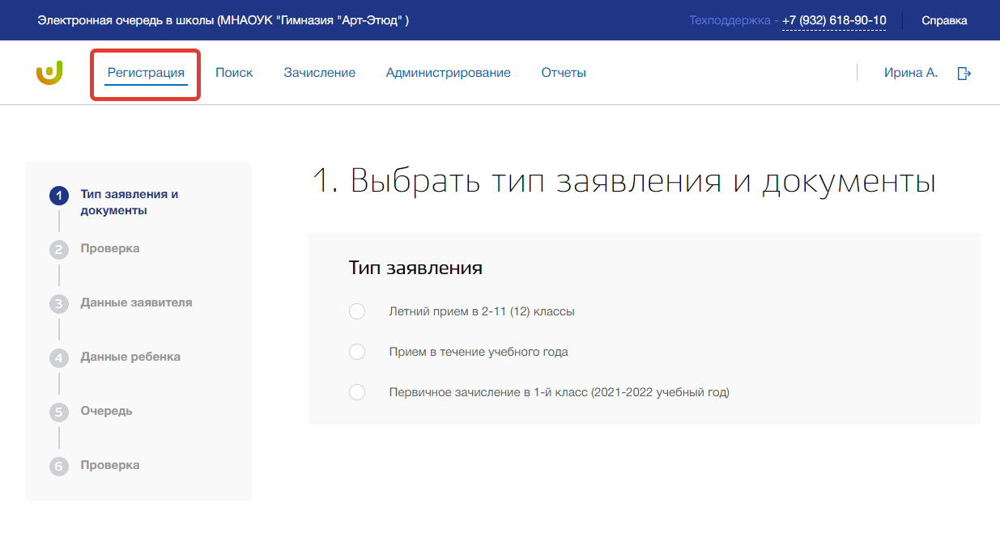 Электронная очередь в школы (МНАОУК "Гимназия "Арт-Этюд" )
Техподдержка - +7 (932) 618-90-10
Справка
Регистрация
Поиск
Зачисление
Администрирование
Отчеты
Ирина А.
1 Тип заявления и
документы
2 Проверка
3 Данные заявителя
4 Данные ребенка
5 Очередь
6 Проверка
1. Выбрать тип заявления и документы
Тип заявления
Летний прием в 2-11 (12) классы
Прием в течение учебного года
Первичное зачисление в 1-й класс (2021-2022 учебный год)